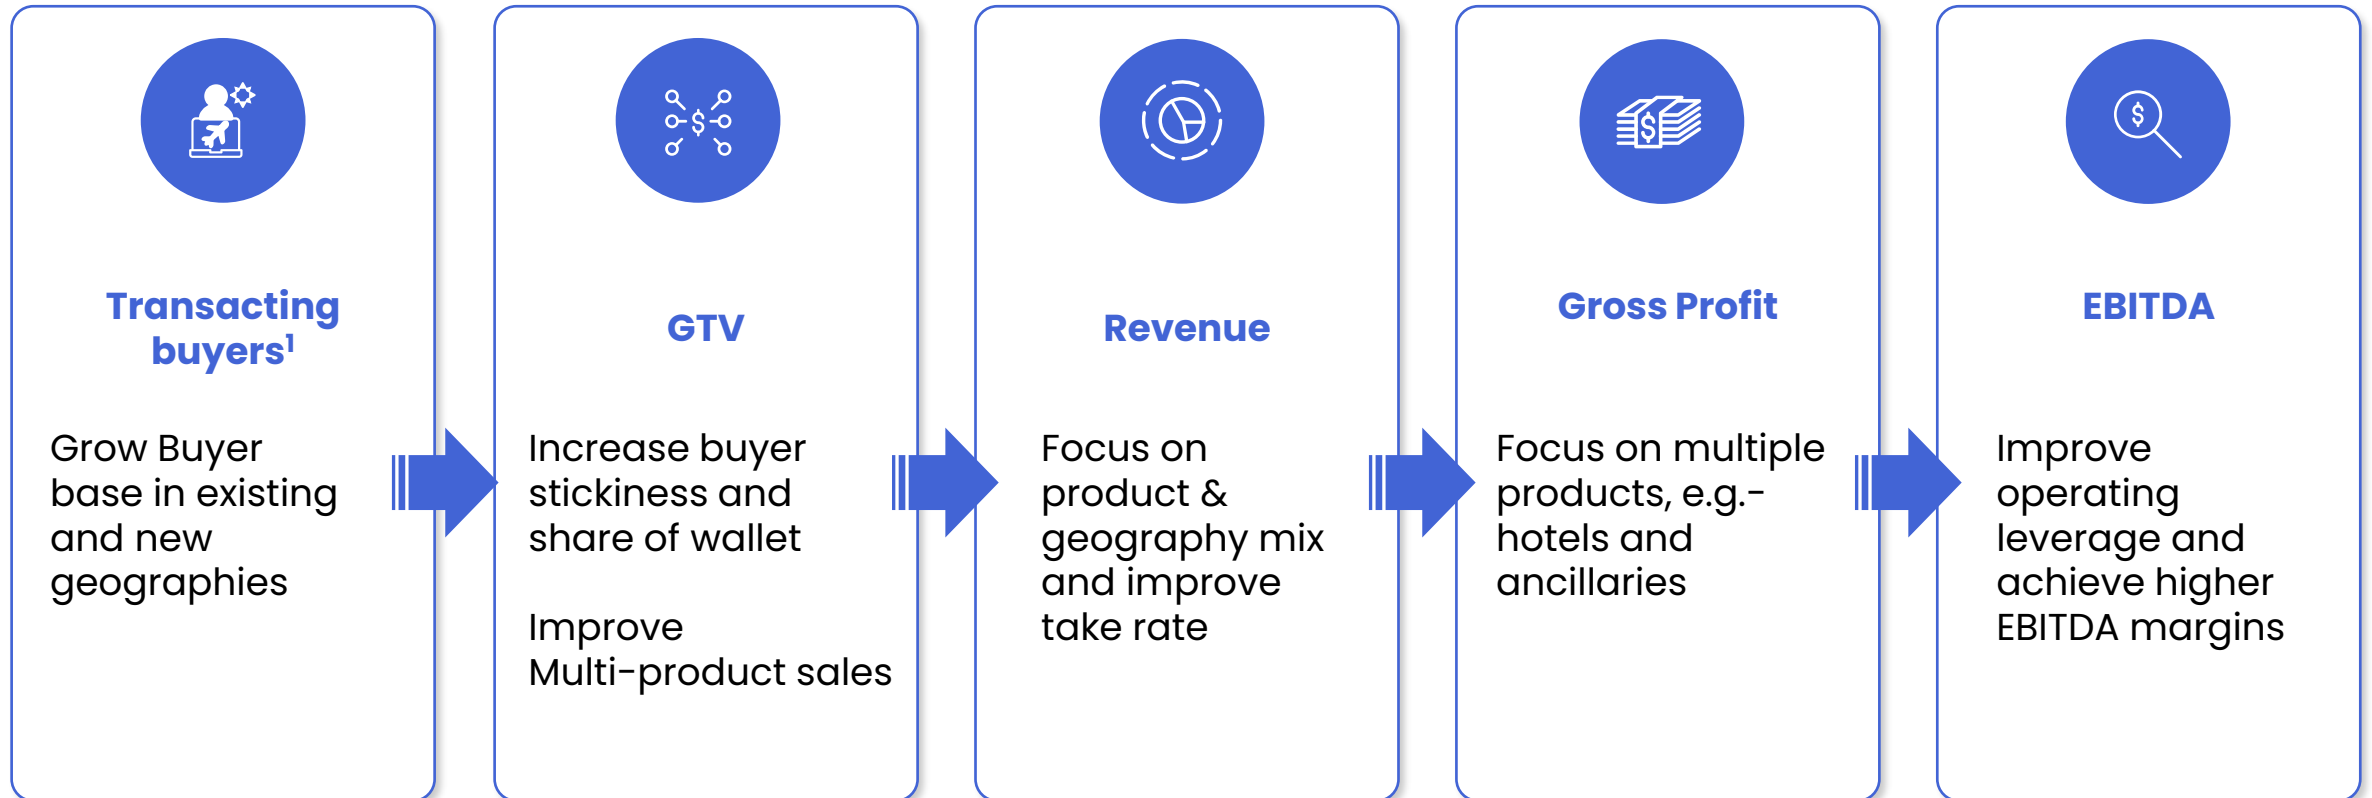 Transacting
buyers¹
Grow Buyer
base in existing
and new
geographies
GTV
Increase buyer
stickiness and
share of wallet
Improve
Multi-product sales
Revenue
Focus on
product &
geography mix
and improve
take rate
Gross Profit
Focus on multiple
products, e.g.-
hotels and
ancillaries
EBITDA
Improve
operating
leverage and
achieve higher
EBITDA margins